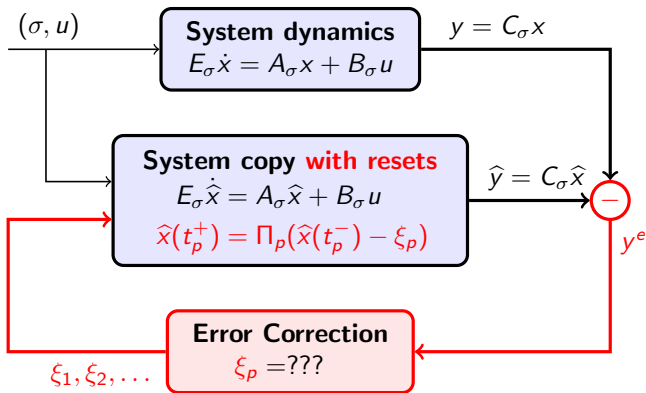 (σ, u)
System dynamics
E_σ ẋ = A_σ x + B_σ u
y = C_σ x
System copy with resets
E_σ x̂̇ = A_σ x̂ + B_σ u
x̂(t_p^+) = Π_p(x̂(t_p^-) − ξ_p)
ŷ = C_σ x̂
−
y^e
Error Correction
ξ_p =???
ξ_1, ξ_2, . . .